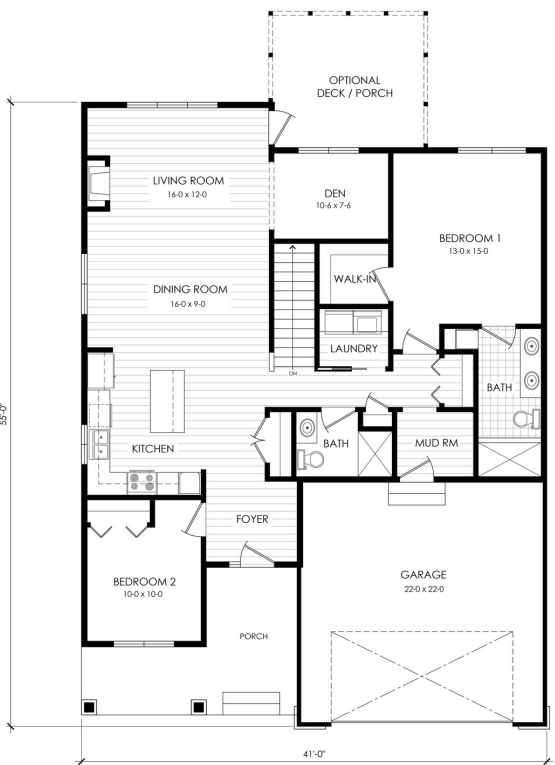 OPTIONAL
DECK / PORCH
LIVING ROOM
16-0 x 12-0
DEN
10-6 x 7-6
BEDROOM 1
13-0 x 15-0
WALK-IN
DINING ROOM
16-0 x 9-0
LAUNDRY
DN
BATH
55'-0"
KITCHEN
BATH
MUD RM
FOYER
BEDROOM 2
10-0 x 10-0
GARAGE
22-0 x 22-0
PORCH
41'-0"